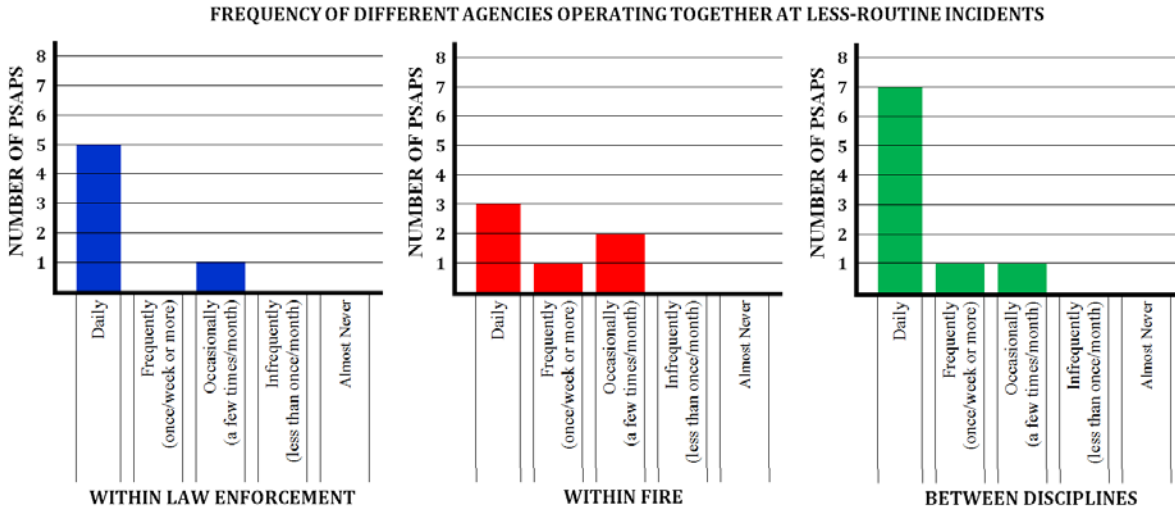 FREQUENCY OF DIFFERENT AGENCIES OPERATING TOGETHER AT LESS-ROUTINE INCIDENTS
NUMBER OF PSAPS
8
7
6
5
4
3
2
1
Daily
Frequently
(once/week or more)
Occasionally
(a few times/month)
Infrequently
(less than once/month)
Almost Never
WITHIN LAW ENFORCEMENT
NUMBER OF PSAPS
8
7
6
5
4
3
2
1
Daily
Frequently
(once/week or more)
Occasionally
(a few times/month)
Infrequently
(less than once/month)
Almost Never
WITHIN FIRE
NUMBER OF PSAPS
8
7
6
5
4
3
2
1
Daily
Frequently
(once/week or more)
Occasionally
(a few times/month)
Infrequently
(less than once/month)
Almost Never
BETWEEN DISCIPLINES